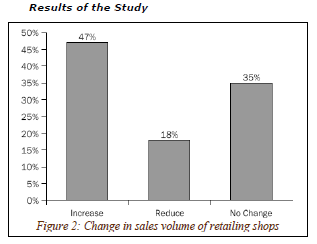 Results of the Study
50%
47%
45%
40%
35%
35%
30%
25%
20%
18%
15%
10%
5%
0%
Increase
Reduce
No Change
Figure 2: Change in sales volume of retailing shops